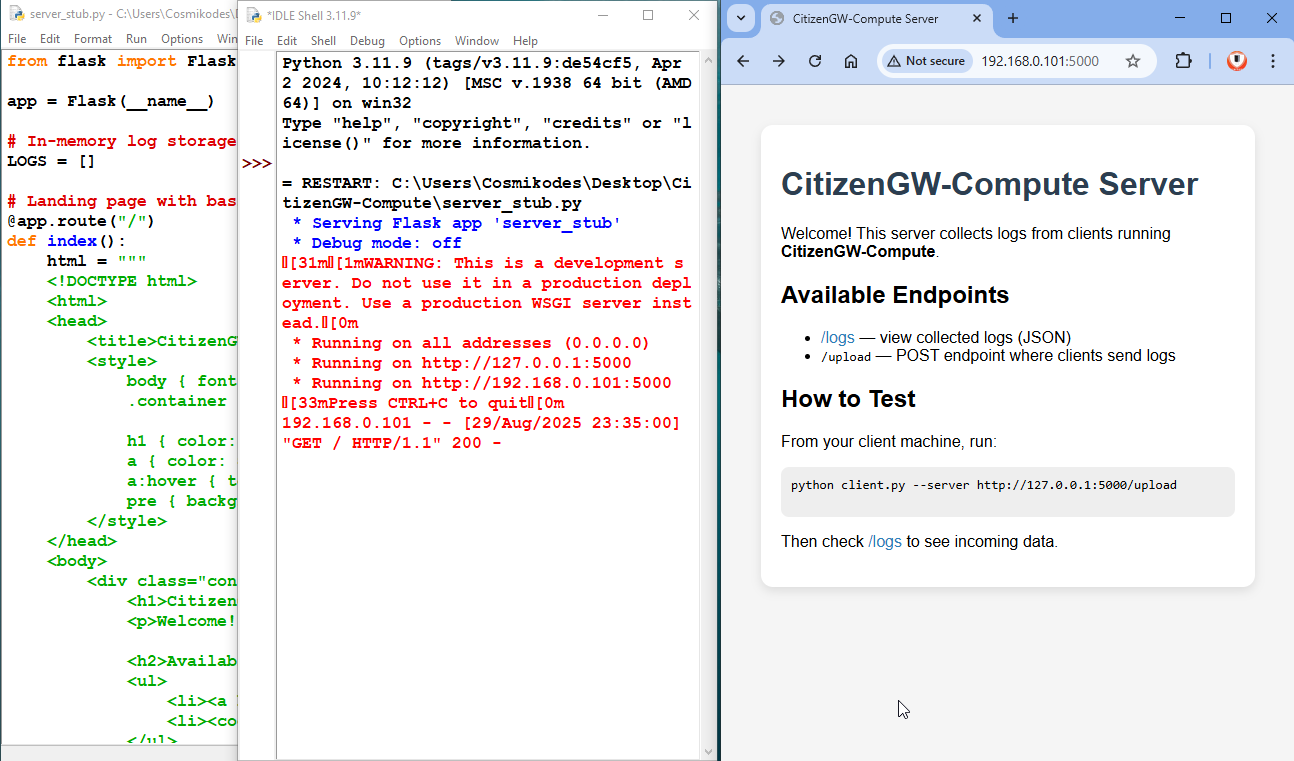 server_stub.py - C:\Users\Cosmikodes\
File Edit Format Run Options Win
from flask import Flask
app = Flask(__name__)
# In-memory log storage
LOGS = []
# Landing page with bas
@app.route("/")
def index():
html = """
<!DOCTYPE html>
<html>
<head>
<title>CitizenG
<style>
body { font
.container
h1 { color:
a { color:
a:hover { t
pre { backg
</style>
</head>
<body>
<div class="con
<h1>Citizen
<p>Welcome!
<h2>Availab
<ul>
<li><a
<li><co
</ul>
*IDLE Shell 3.11.9*
File Edit Shell Debug Options Window Help
Python 3.11.9 (tags/v3.11.9:de54cf5, Apr
2 2024, 10:12:12) [MSC v.1938 64 bit (AMD
64)] on win32
Type "help", "copyright", "credits" or "l
icense()" for more information.
>>>
= RESTART: C:\Users\Cosmikodes\Desktop\Ci
tizenGW-Compute\server_stub.py
* Serving Flask app 'server_stub'
* Debug mode: off
[31m[1mWARNING: This is a development s
erver. Do not use it in a production depl
oyment. Use a production WSGI server inst
ead.[0m
* Running on all addresses (0.0.0.0)
* Running on http://127.0.0.1:5000
* Running on http://192.168.0.101:5000
[33mPress CTRL+C to quit[0m
192.168.0.101 - - [29/Aug/2025 23:35:00]
"GET / HTTP/1.1" 200 -
CitizenGW-Compute Server
Not secure 192.168.0.101:5000
CitizenGW-Compute Server
Welcome! This server collects logs from clients running
CitizenGW-Compute.
Available Endpoints
• /logs — view collected logs (JSON)
• /upload — POST endpoint where clients send logs
How to Test
From your client machine, run:
python client.py --server http://127.0.0.1:5000/upload
Then check /logs to see incoming data.